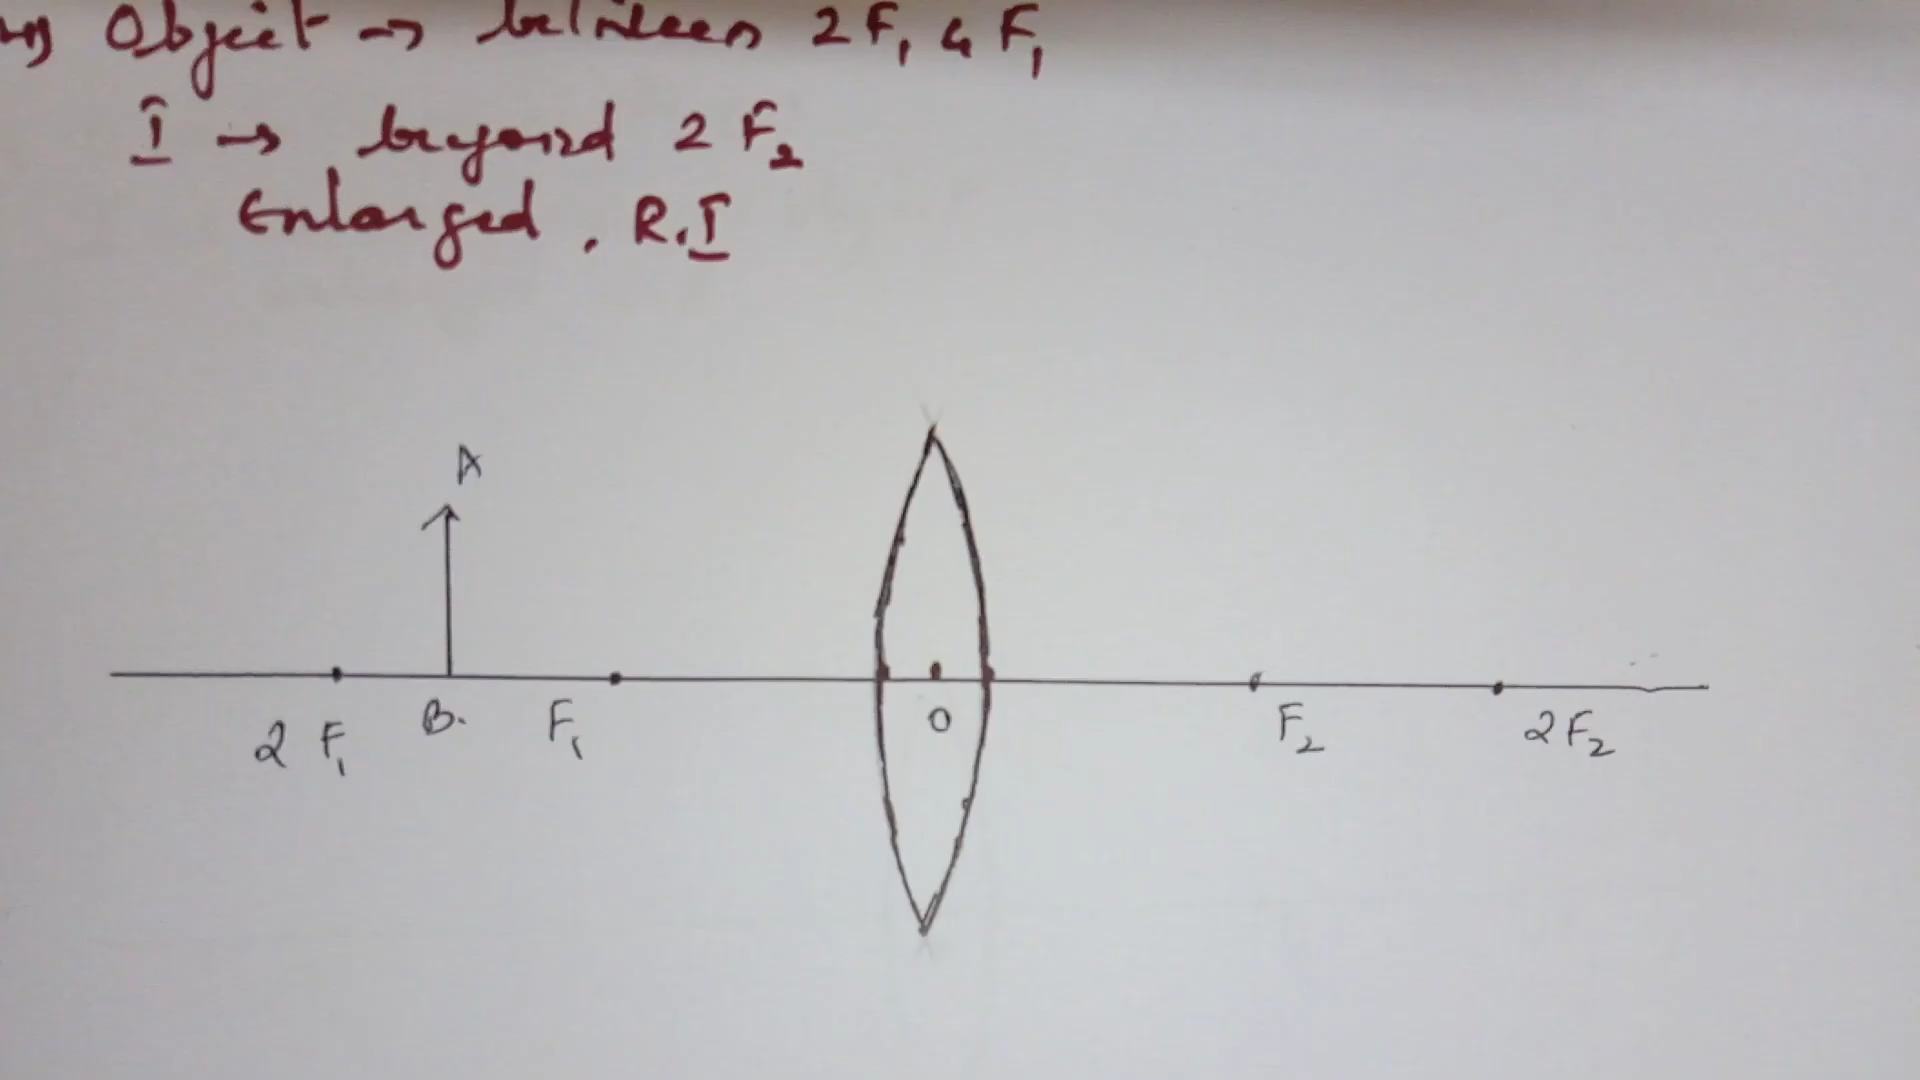 Object → between 2F₁ & F₁
I → beyond 2F₂
Enlarged. R.I
A
2F₁ B. F₁ O F₂ 2F₂